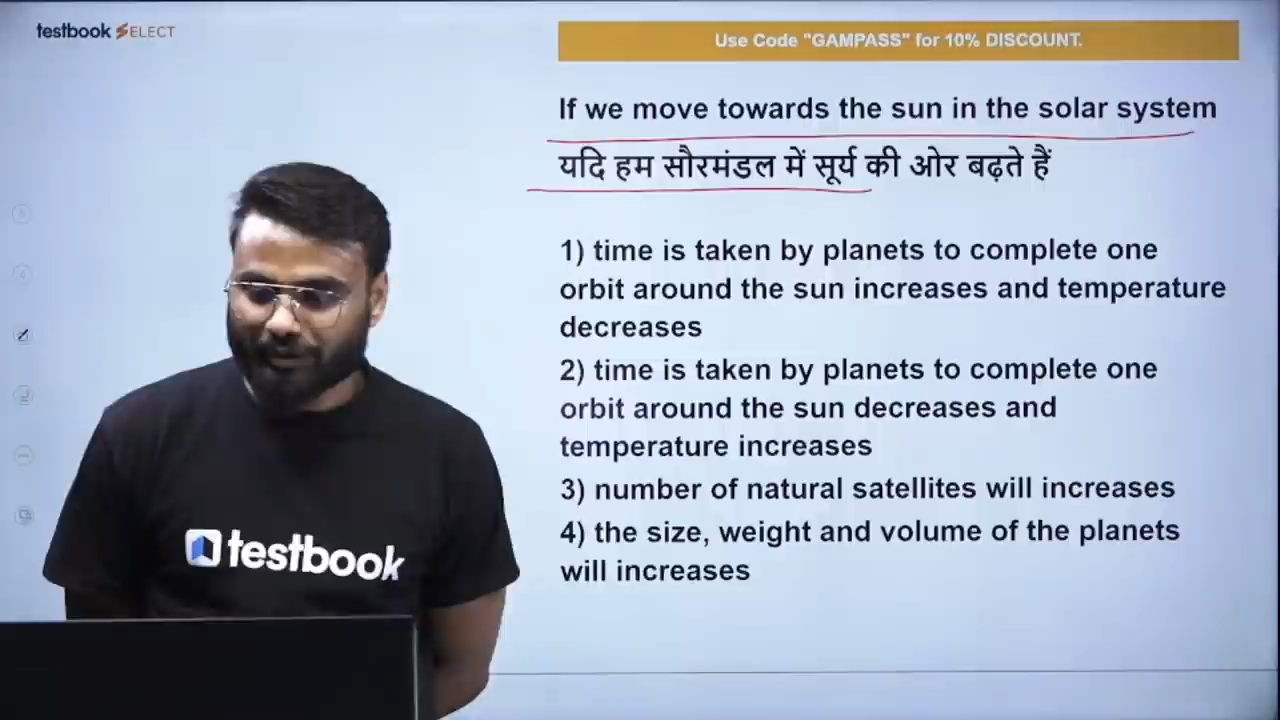 testbook SELECT
Use Code "GAMPASS" for 10% DISCOUNT.
If we move towards the sun in the solar system
यदि हम सौरमंडल में सूर्य की ओर बढ़ते हैं
1) time is taken by planets to complete one
orbit around the sun increases and temperature
decreases
2) time is taken by planets to complete one
orbit around the sun decreases and
temperature increases
3) number of natural satellites will increases
4) the size, weight and volume of the planets
will increases
testbook